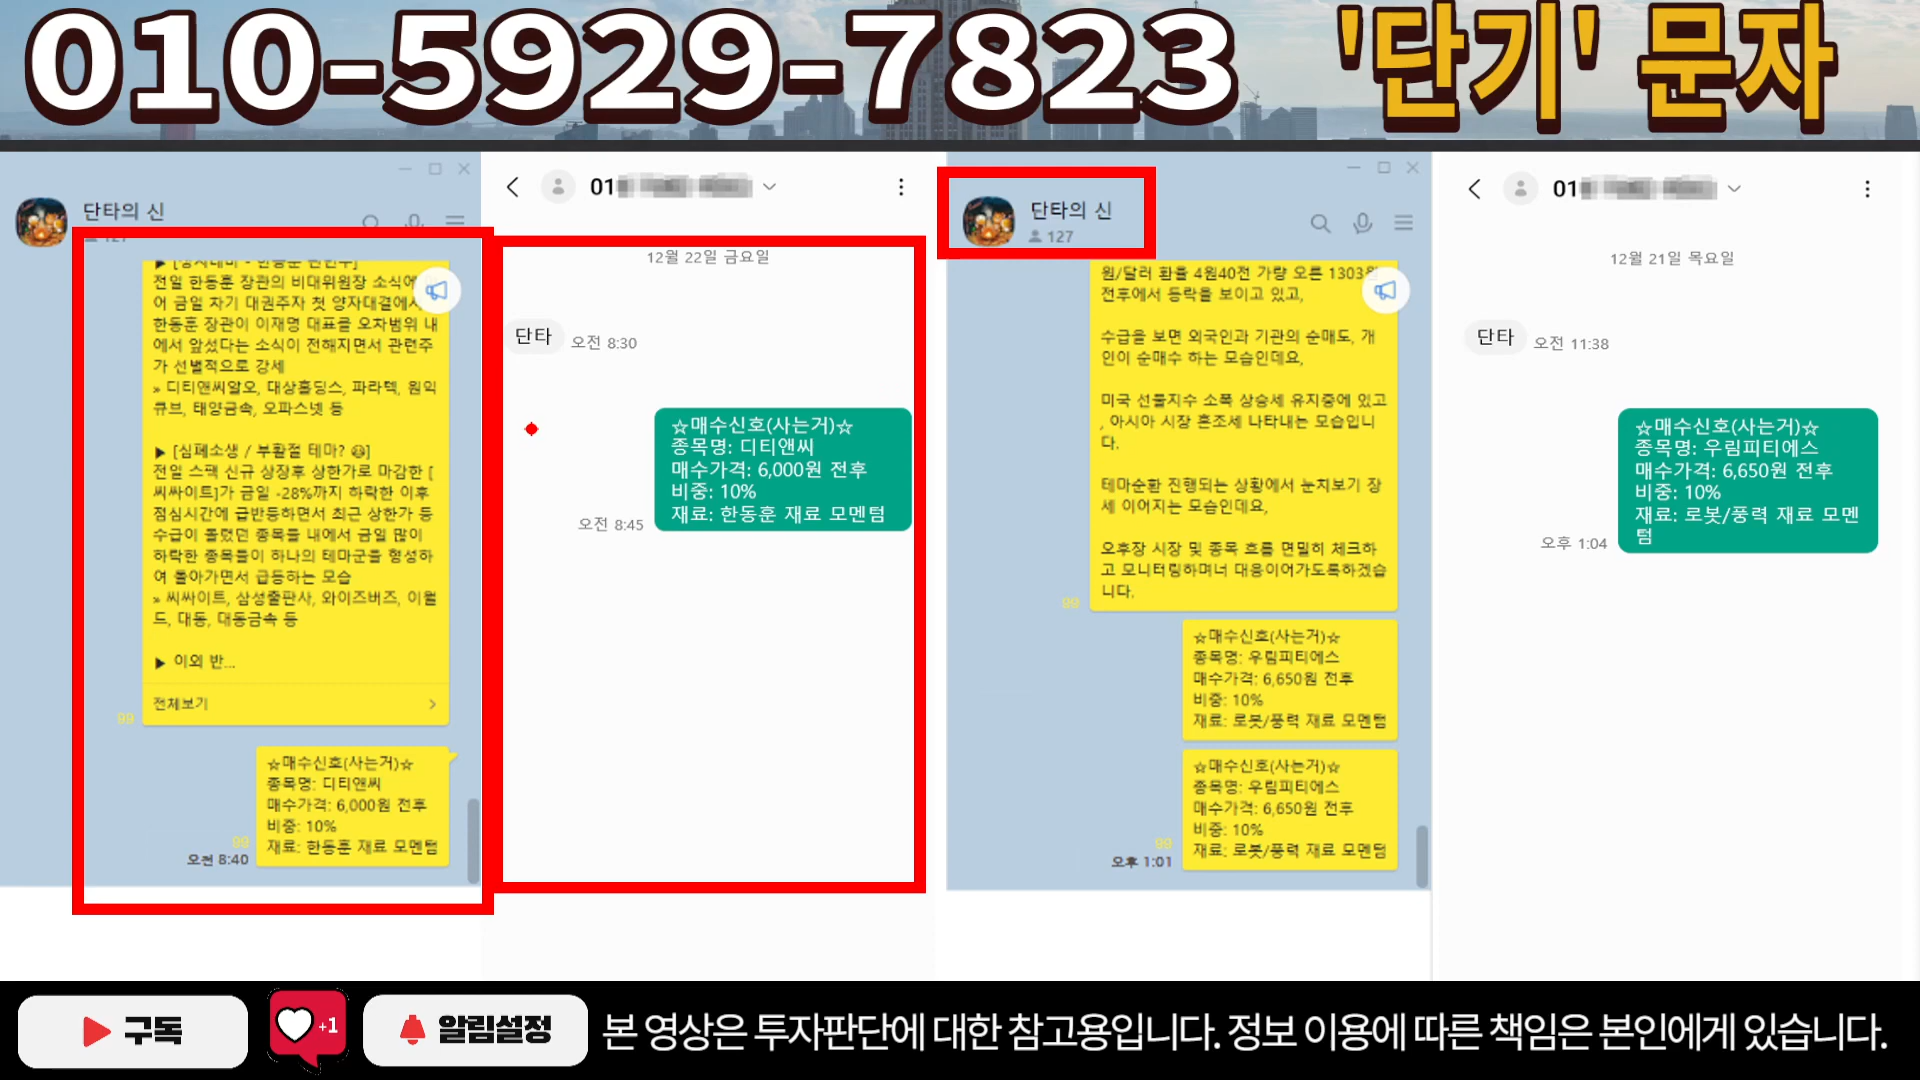 010-5929-7823 '단기' 문자
단타의 신
127
전일 한동훈 장관의 비대위원장 소식에
어 금일 차기 대권주자 첫 양자대결에서
한동훈 장관이 이재명 대표를 오차범위 내
에서 앞섰다는 소식이 전해지면서 관련주
가 선별적으로 강세
» 디티앤씨알오, 대상홀딩스, 파라텍, 원익
큐브, 태양금속, 오파스넷 등
▶ [심폐소생 / 부활절 테마? 😂]
전일 스팩 신규 상장후 상한가로 마감한 [
씨싸이트]가 금일 -28%까지 하락한 이후
점심시간에 급반등하면서 최근 상한가 등
수급이 몰렸던 종목들 내에서 금일 많이
하락한 종목들이 하나의 테마군을 형성하
여 돌아가면서 급등하는 모습
» 씨싸이트, 삼성출판사, 와이즈버즈, 이월
드, 대동, 대동금속 등
▶ 이외 반...
전체보기
99
☆매수신호(사는거)☆
종목명: 디티앤씨
매수가격: 6,000원 전후
비중: 10%
재료: 한동훈 재료 모멘텀
99
오전 8:40
01
12월 22일 금요일
단타
오전 8:30
☆매수신호(사는거)☆
종목명: 디티앤씨
매수가격: 6,000원 전후
비중: 10%
재료: 한동훈 재료 모멘텀
오전 8:45
단타의 신
127
원/달러 환율 4원40전 가량 오른 1303원
전후에서 등락을 보이고 있고,
수급을 보면 외국인과 기관의 순매도, 개
인이 순매수 하는 모습인데요,
미국 선물지수 소폭 상승세 유지중에 있고
, 아시아 시장 혼조세 나타내는 모습입니
다.
테마순환 진행되는 상황에서 눈치보기 장
세 이어지는 모습인데요,
오후장 시장 및 종목 흐름 면밀히 체크하
고 모니터링하며너 대응이어가도록하겠습
니다.
99
☆매수신호(사는거)☆
종목명: 우림피티에스
매수가격: 6,650원 전후
비중: 10%
재료: 로봇/풍력 재료 모멘텀
☆매수신호(사는거)☆
종목명: 우림피티에스
매수가격: 6,650원 전후
비중: 10%
재료: 로봇/풍력 재료 모멘텀
99
오후 1:01
01
12월 21일 목요일
단타
오전 11:38
☆매수신호(사는거)☆
종목명: 우림피티에스
매수가격: 6,650원 전후
비중: 10%
재료: 로봇/풍력 재료 모멘
텀
오후 1:04
구독
+1
알림설정
본 영상은 투자판단에 대한 참고용입니다. 정보 이용에 따른 책임은 본인에게 있습니다.